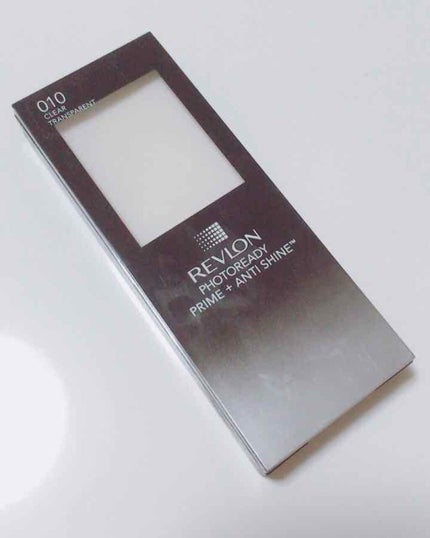 010
CLEAR
TRANSPARENT
REVLON
PHOTOREADY
PRIME + ANTI SHINE™